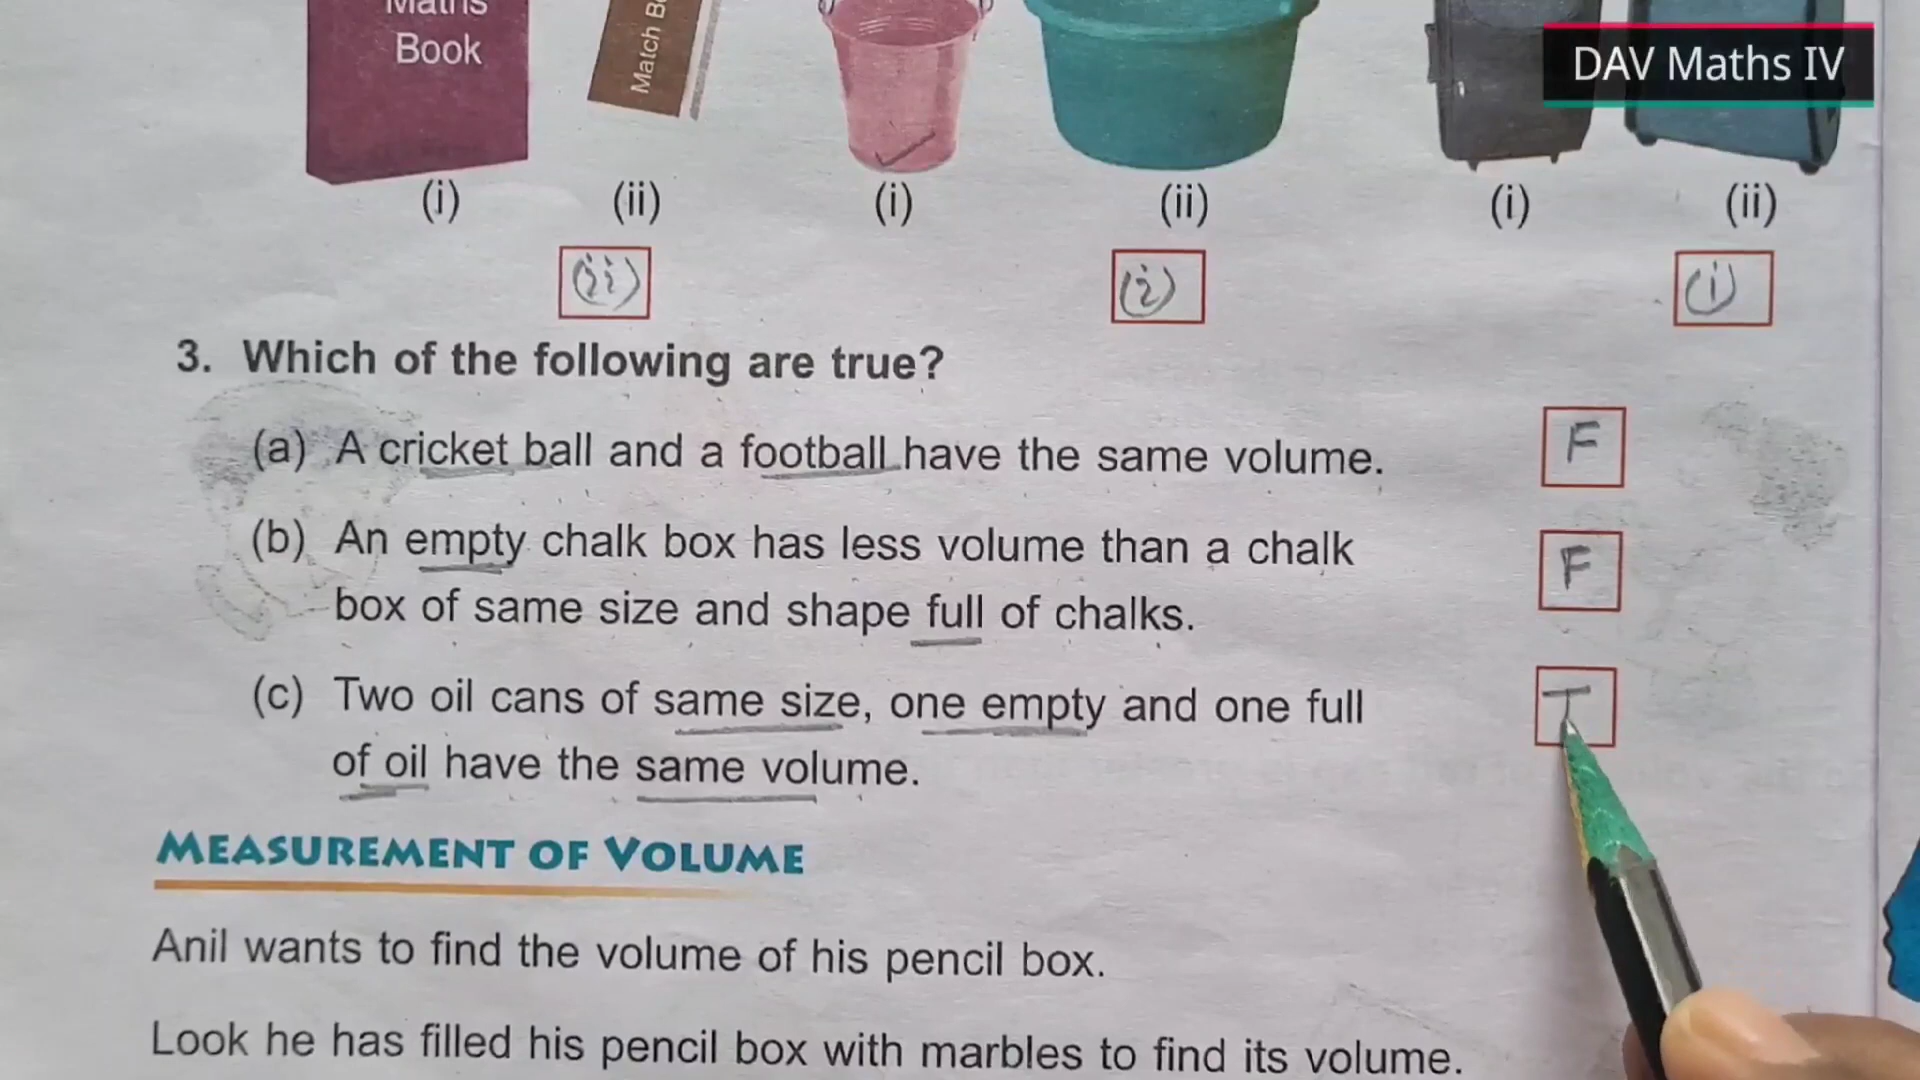 Maths
Book
Match
DAV Maths IV
(i) (ii) (i) (ii) (i) (ii)
(ii) (i) (i)
3. Which of the following are true?
(a) A cricket ball and a football have the same volume. F
(b) An empty chalk box has less volume than a chalk F
box of same size and shape full of chalks.
(c) Two oil cans of same size, one empty and one full T
of oil have the same volume.
MEASUREMENT OF VOLUME
Anil wants to find the volume of his pencil box.
Look he has filled his pencil box with marbles to find its volume.